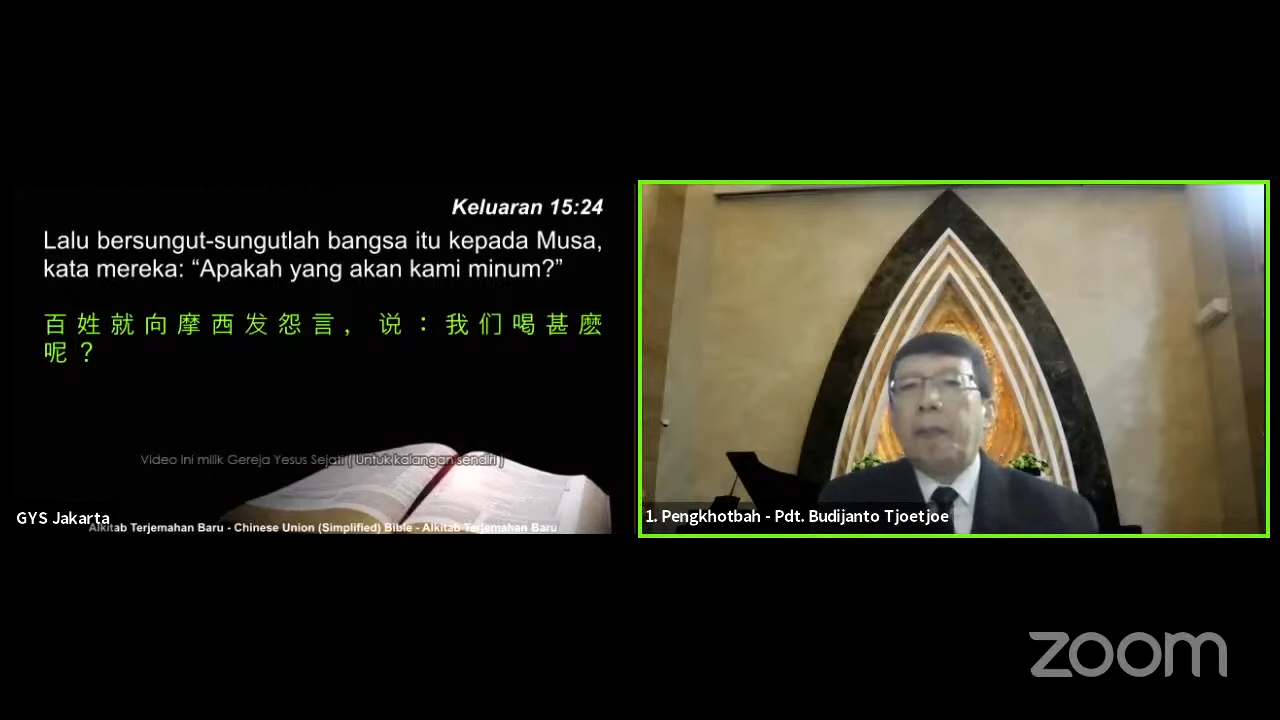 Keluaran 15:24
Lalu bersungut-sungutlah bangsa itu kepada Musa,
kata mereka: “Apakah yang akan kami minum?”
百姓就向摩西发怨言，说：我们喝甚麽
呢？
Video ini milik Gereja Yesus Sejati ( Untuk kalangan sendiri )
GYS Jakarta
Alkitab Terjemahan Baru - Chinese Union (Simplified) Bible - Alkitab Terjemahan Baru
1. Pengkhotbah - Pdt. Budijanto Tjoetjoe
zoom